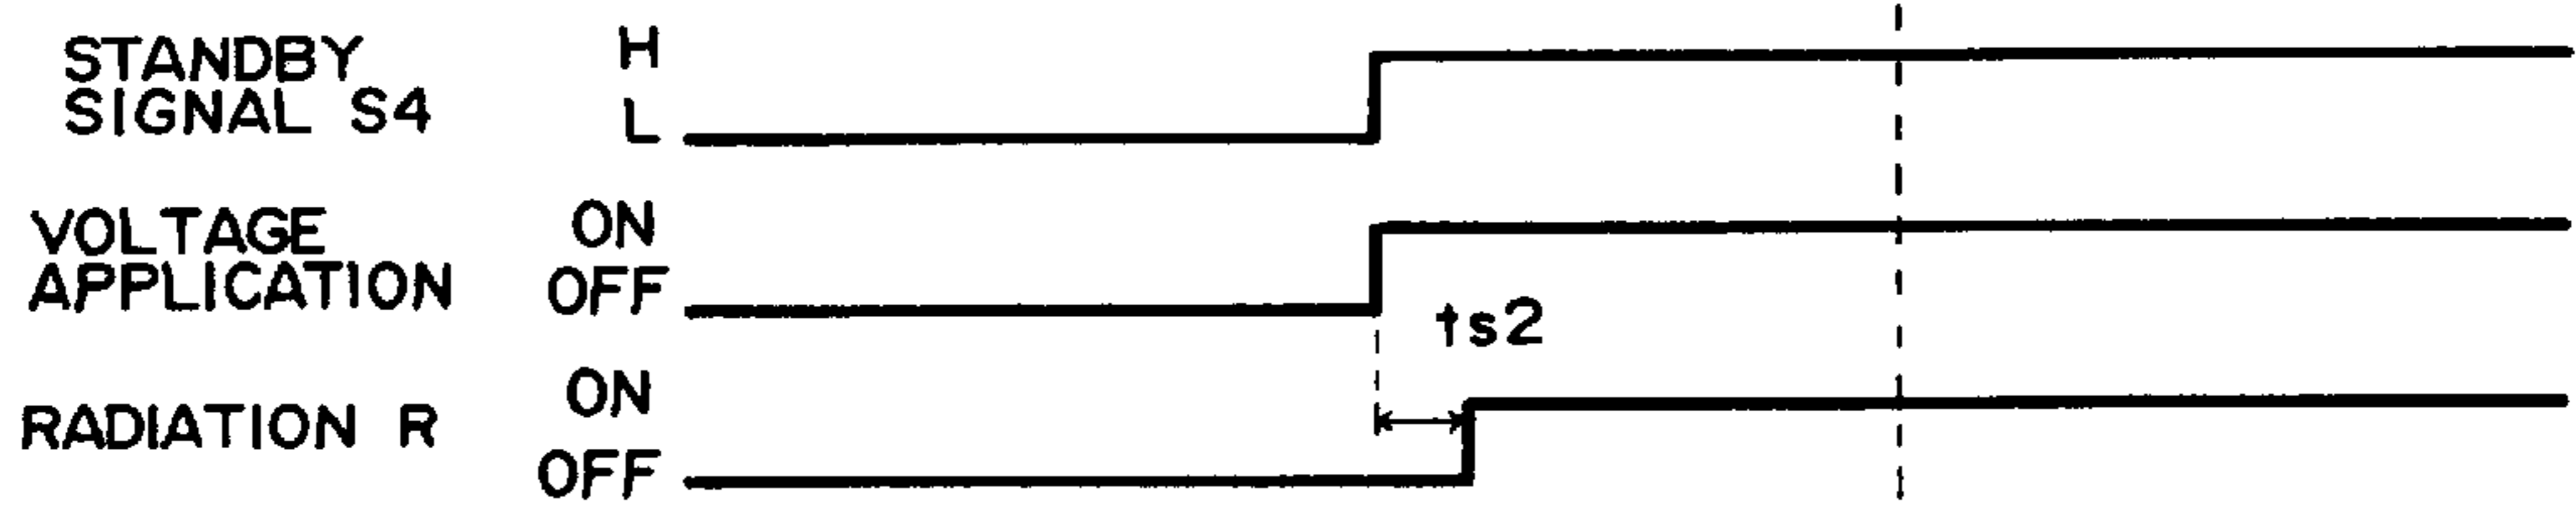 STANDBY H
SIGNAL S4 L
VOLTAGE ON
APPLICATION OFF
ts2
ON
RADIATION R
OFF